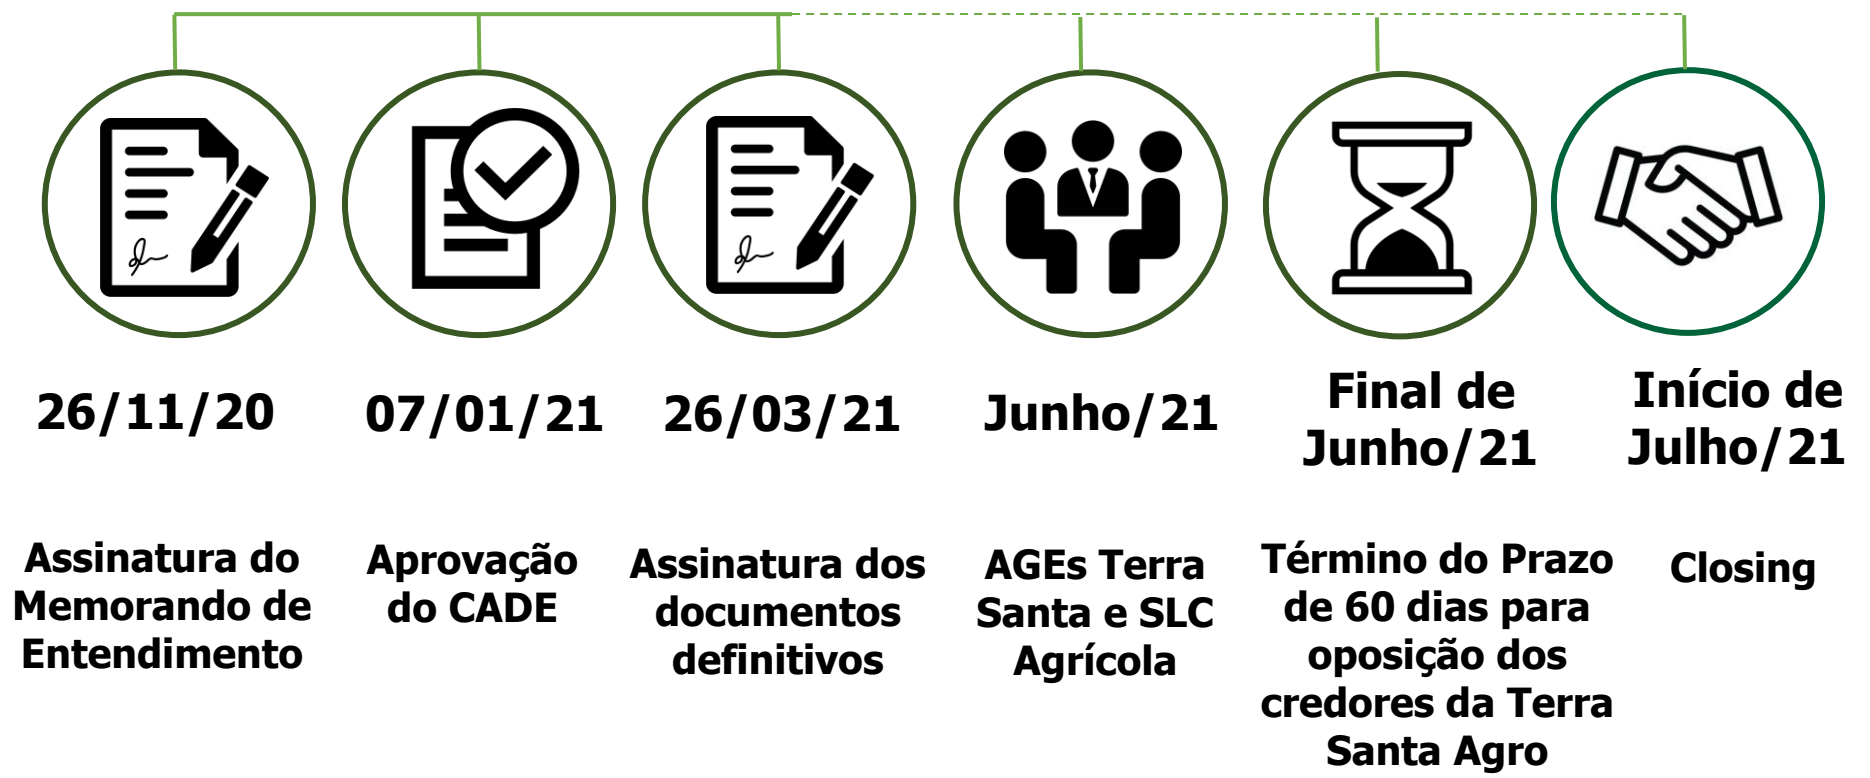 26/11/20
Assinatura do
Memorando de
Entendimento
07/01/21
Aprovação
do CADE
26/03/21
Assinatura dos
documentos
definitivos
Junho/21
AGEs Terra
Santa e SLC
Agrícola
Final de
Junho/21
Término do Prazo
de 60 dias para
oposição dos
credores da Terra
Santa Agro
Início de
Julho/21
Closing